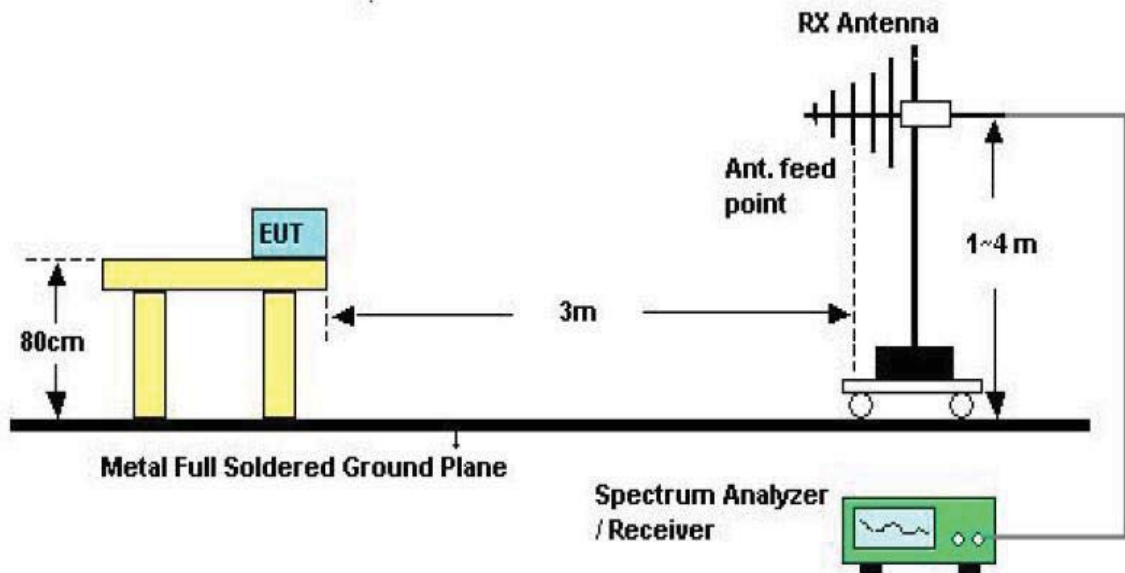 RX Antenna
Ant. feed
point
EUT
1~4 m
3m
80cm
Metal Full Soldered Ground Plane
Spectrum Analyzer
/ Receiver